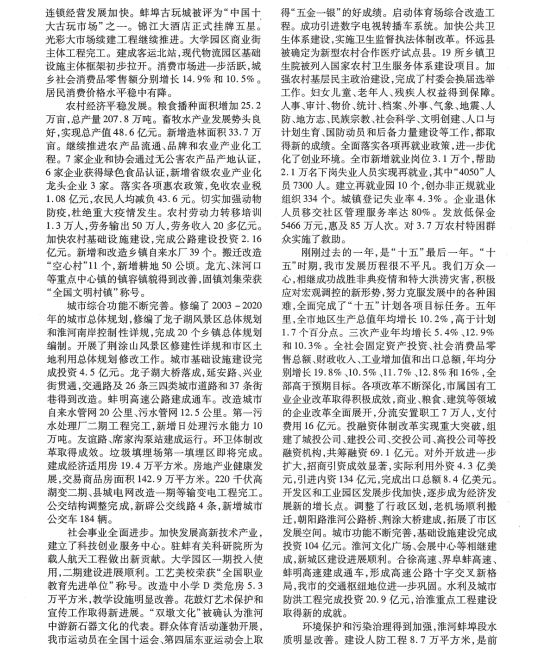 连锁经营发展加快。蚌埠古玩城被评为“中国十
大古玩市场”之一。锦江大酒店正式挂牌五星。
光彩大市场续建工程继续推进。大学园区商业街
主体工程完工。建成客运北站,现代物流园区基础
设施主体框架初步拉开。消费市场进一步活跃,城
乡社会消费品零售额分别增长14.9%和10.5%。
居民消费价格水平稳中有降。
农村经济平稳发展。粮食播种面积增加25.2
万亩,总产量207.8万吨。畜牧水产业发展势头良
好,实现总产值48.6亿元。新增造林面积33.7万
亩。继续推进农产品流通、品牌和农业产业化工
程。7家企业和协会通过无公害农产品产地认证,
6家企业获得绿色食品认证,新增省级农业产业化
龙头企业3家。落实各项惠农政策,免收农业税
1.08亿元,农民人均减负43.6元。切实加强动物
防疫,杜绝重大疫情发生。农村劳动力转移培训
1.3万人,劳务输出50万人,劳务收入20多亿元。
加快农村基础设施建设,完成公路建设投资2.16
亿元。新增和改造乡镇自来水厂39个。搬迁改造
“空心村”11个,新增耕地50公顷。龙亢、沫河口
等重点中心镇的镇容镇貌得到改善,固镇刘集荣获
“全国文明村镇”称号。
城市综合功能不断完善。修编了2003-2020
年的城市总体规划,修编了龙子湖风景区总体规划
和淮河南岸控制性详规,完成20个乡镇总体规划
编制。开展了荆涂山风景区修建性详规和市区土
地利用总体规划修改工作。城市基础设施建设完
成投资4.5亿元。龙子湖大桥落成,延安路、兴业
街贯通,交通路及26条三四类城市道路和37条街
巷得到改造。蚌明高速公路建成通车。改造城市
自来水管网20公里、污水管网12.5公里。第一污
水处理厂二期工程完工,新增日处理污水能力10
万吨。友谊路、席家沟泵站建成运行。环卫体制改
革取得成效。垃圾填埋场第一填埋区即将完成。
建成经济适用房19.4万平方米。房地产业健康发
展,交易商品房面积142.9万平方米。220千伏高
湖变二期、县城电网改造一期等输变电工程完工。
公交结构调整完成,新辟公交线路4条,新增城市
公交车184辆。
社会事业全面进步。加快发展高新技术产业,
建立了科技创业服务中心。驻蚌有关科研院所为
载人航天工程做出新贡献。大学园区一期投入使
用,二期建设进展顺利。工艺美校荣获“全国职业
教育先进单位”称号。改造中小学D类危房5.3
万平方米,教学设施明显改善。花鼓灯艺术保护和
宣传工作取得新进展。“双墩文化”被确认为淮河
中游新石器文化的代表。群众体育活动蓬勃开展,
我市运动员在全国十运会、第四届东亚运动会上取
得“五金一银”的好成绩。启动体育场综合改造工
程。成功引进数字电视转播车系统。加快公共卫
生体系建设,实施卫生监督执法体制改革。怀远县
被确定为新型农村合作医疗试点县。19所乡镇卫
生院被列入国家农村卫生服务体系建设项目。加
强农村基层民主政治建设,完成了村委会换届选举
工作。妇女儿童、老年人、残疾人权益得到保障。
人事、审计、物价、统计、档案、外事、气象、地震、人
防、地方志、民族宗教、社会科学、文明创建、人口与
计划生育、国防动员和后备力量建设等工作,都取
得新的成绩。全面落实各项再就业政策,进一步优
化了创业环境。全市新增就业岗位3.1万个,帮助
2.1万名下岗失业人员实现再就业,其中“4050”人
员7300人。建立再就业园10个,创办非正规就业
组织334个。城镇登记失业率4.3%。企业退休
人员移交社区管理服务率达80%。发放低保金
5466万元,惠及85万人次。对3.7万农村特困群
众实施了救助。
刚刚过去的一年,是“十五”最后一年。“十
五”时期,我市发展历程很不平凡。我们万众一
心,相继成功战胜非典疫情和特大洪涝灾害,积极
应对宏观调控的新形势,努力克服发展中的各种困
难,全面完成了“十五”计划各项目标任务。五年
里,全市地区生产总值年均增长10.2%,高于计划
1.7个百分点。三次产业年均增长5.4%、12.9%
和10.3%。全社会固定资产投资、社会消费品零
售总额、财政收入、工业增加值和出口总额,年均分
别增长19.8%、10.5%、11.7%、12.8%和16%,全
部高于预期目标。各项改革不断深化,市属国有工
业企业改革取得积极成效,商业、粮食、建筑等领域
的企业改革全面展开,分流安置职工7万人,支付
费用16亿元。投融资体制改革实现重大突破,组
建了城投公司、建投公司、交投公司、高投公司等投
融资机构,共筹融资69.1亿元。对外开放进一步
扩大,招商引资成效显著,实际利用外资4.3亿美
元,引进内资134亿元,完成出口总额8.4亿美元。
开发区和工业园区发展步伐加快,逐步成为经济发
展新的增长点。调整了行政区划,老机场顺利搬
迁,朝阳路淮河公路桥、荆涂大桥建成,拓展了市区
发展空间。城市功能不断完善,基础设施建设完成
投资104亿元。淮河文化广场、会展中心等相继建
成,新城区建设进展顺利。合徐高速、界阜蚌高速、
蚌明高速建成通车,形成高速公路十字交叉新格
局,我市的交通枢纽地位进一步巩固。水利及城市
防洪工程完成投资20.9亿元,治淮重点工程建设
取得新的成就。
环境保护和污染治理得到加强,淮河蚌埠段水
质明显改善。建设人防工程8.7万平方米,是前